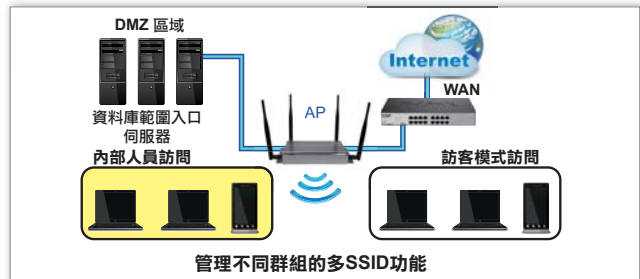 DMZ 區域
Internet
WAN
AP
資料庫範圍入口
伺服器
內部人員訪問
訪客模式訪問
管理不同群組的多SSID功能